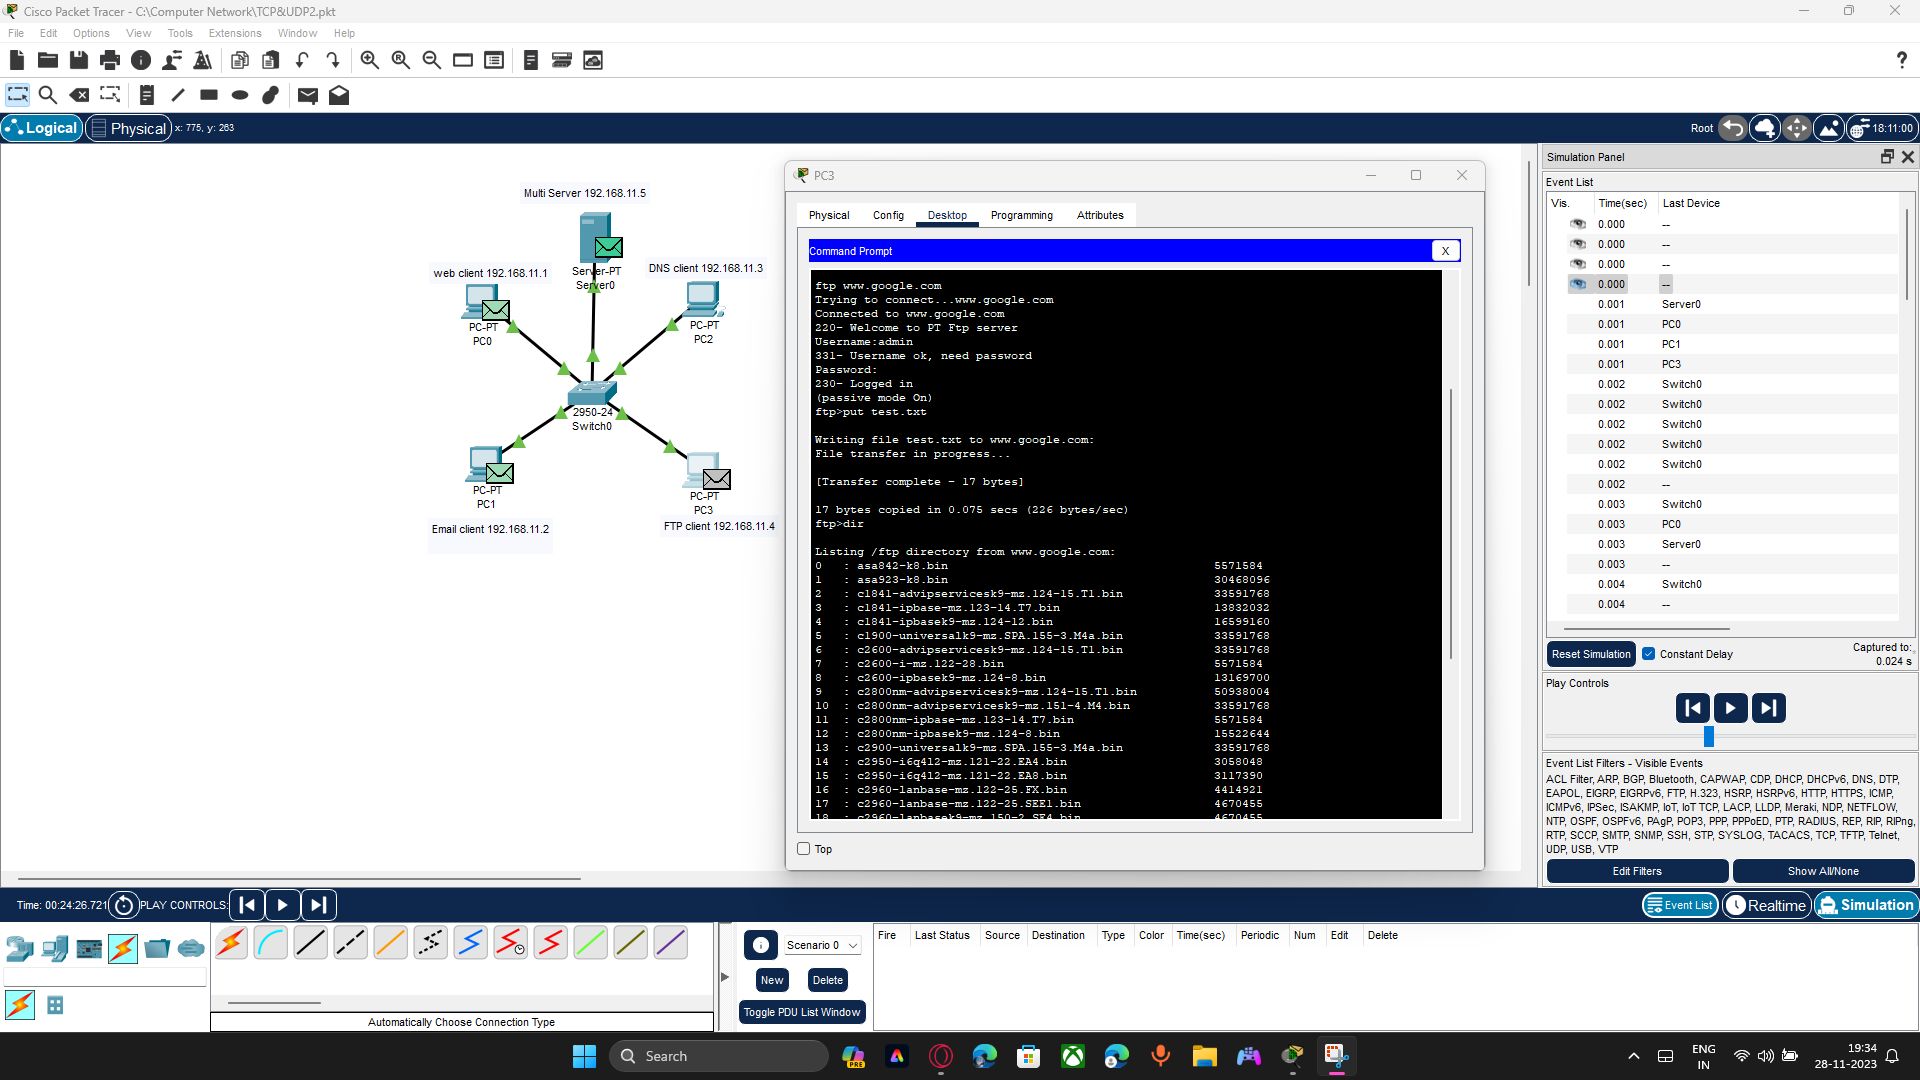 Cisco Packet Tracer - C:\Computer Network\TCP&UDP2.pkt
File Edit Options View Tools Extensions Window Help
Logical Physical x: 775, y: 263 Root 18:11:00
Multi Server 192.168.11.5
Server-PT
Server0
web client 192.168.11.1
PC-PT
PC0
DNS client 192.168.11.3
PC-PT
PC2
2950-24
Switch0
PC-PT
PC1
Email client 192.168.11.2
PC-PT
PC3
FTP client 192.168.11.4
PC3
Physical Config Desktop Programming Attributes
Command Prompt X
ftp www.google.com
Trying to connect...www.google.com
Connected to www.google.com
220- Welcome to PT Ftp server
Username:admin
331- Username ok, need password
Password:
230- Logged in
(passive mode On)
ftp>put test.txt
Writing file test.txt to www.google.com:
File transfer in progress...
[Transfer complete - 17 bytes]
17 bytes copied in 0.075 secs (226 bytes/sec)
ftp>dir
Listing /ftp directory from www.google.com:
0 : asa842-k8.bin 5571584
1 : asa923-k8.bin 30468096
2 : c1841-advipservicesk9-mz.124-15.T1.bin 33591768
3 : c1841-ipbase-mz.123-14.T7.bin 13832032
4 : c1841-ipbasek9-mz.124-12.bin 16599160
5 : c1900-universalk9-mz.SPA.155-3.M4a.bin 33591768
6 : c2600-advipservicesk9-mz.124-15.T1.bin 33591768
7 : c2600-i-mz.122-28.bin 5571584
8 : c2600-ipbasek9-mz.124-8.bin 13169700
9 : c2800nm-advipservicesk9-mz.124-15.T1.bin 50938004
10 : c2800nm-advipservicesk9-mz.151-4.M4.bin 33591768
11 : c2800nm-ipbase-mz.123-14.T7.bin 5571584
12 : c2800nm-ipbasek9-mz.124-8.bin 15522644
13 : c2900-universalk9-mz.SPA.155-3.M4a.bin 33591768
14 : c2950-i6q4l2-mz.121-22.EA4.bin 3058048
15 : c2950-i6q4l2-mz.121-22.EA8.bin 3117390
16 : c2960-lanbase-mz.122-25.FX.bin 4414921
17 : c2960-lanbase-mz.122-25.SEE1.bin 4670455
18 : c2960-lanbasek9-mz.150-2.SE4.bin 4670455
Top
Simulation Panel
Event List
Vis. Time(sec) Last Device
0.000 --
0.000 --
0.000 --
0.000 --
0.001 Server0
0.001 PC0
0.001 PC1
0.001 PC3
0.002 Switch0
0.002 Switch0
0.002 Switch0
0.002 Switch0
0.002 Switch0
0.002 --
0.003 Switch0
0.003 PC0
0.003 Server0
0.003 --
0.004 Switch0
0.004 --
Reset Simulation Constant Delay Captured to:
0.024 s
Play Controls
Event List Filters - Visible Events
ACL Filter, ARP, BGP, Bluetooth, CAPWAP, CDP, DHCP, DHCPv6, DNS, DTP,
EAPOL, EIGRP, EIGRPv6, FTP, H.323, HSRP, HSRPv6, HTTP, HTTPS, ICMP,
ICMPv6, IPSec, ISAKMP, IoT, IoT TCP, LACP, LLDP, Meraki, NDP, NETFLOW,
NTP, OSPF, OSPFv6, PAgP, POP3, PPP, PPPoED, PTP, RADIUS, REP, RIP, RIPng,
RTP, SCCP, SMTP, SNMP, SSH, STP, SYSLOG, TACACS, TCP, TFTP, Telnet,
UDP, USB, VTP
Edit Filters Show All/None
Time: 00:24:26.721 PLAY CONTROLS: Event List Realtime Simulation
Automatically Choose Connection Type
Scenario 0
New Delete
Toggle PDU List Window
Fire Last Status Source Destination Type Color Time(sec) Periodic Num Edit Delete
Search
PRE
ENG
IN
19:34
28-11-2023